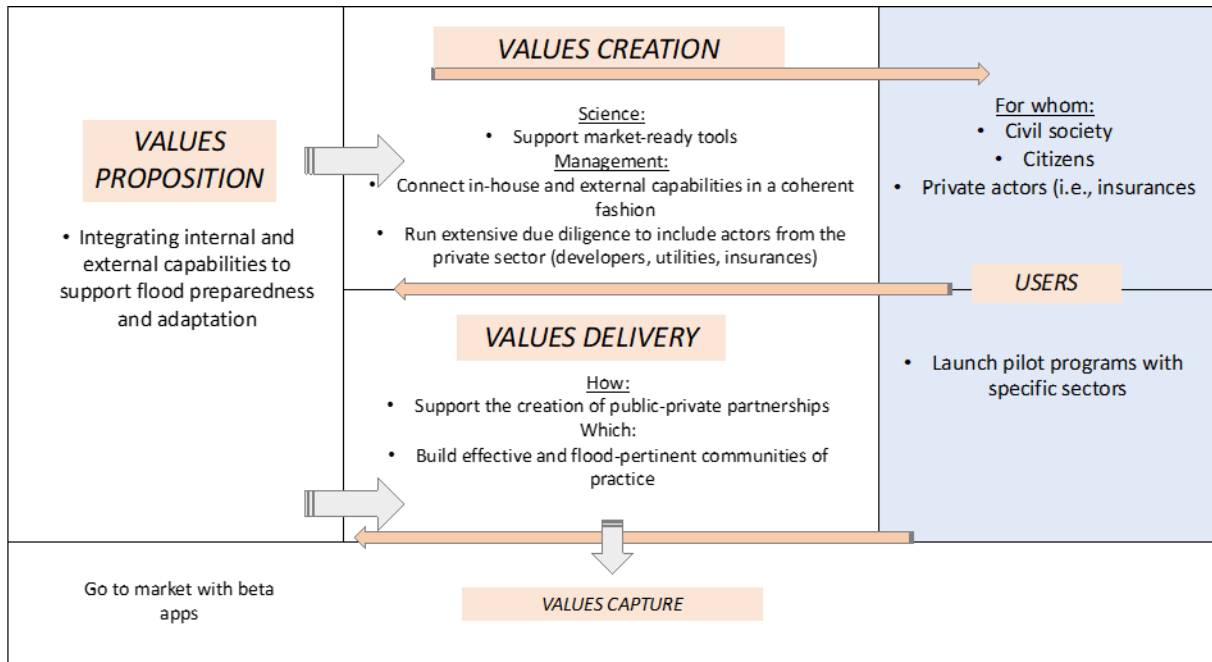 VALUES
PROPOSITION
• Integrating internal and
external capabilities to
support flood preparedness
and adaptation
VALUES CREATION
Science:
• Support market-ready tools
Management:
• Connect in-house and external capabilities in a coherent
fashion
• Run extensive due diligence to include actors from the
private sector (developers, utilities, insurances)
For whom:
• Civil society
• Citizens
• Private actors (i.e., insurances
USERS
• Launch pilot programs with
specific sectors
VALUES DELIVERY
How:
• Support the creation of public-private partnerships
Which:
• Build effective and flood-pertinent communities of
practice
Go to market with beta
apps
VALUES CAPTURE